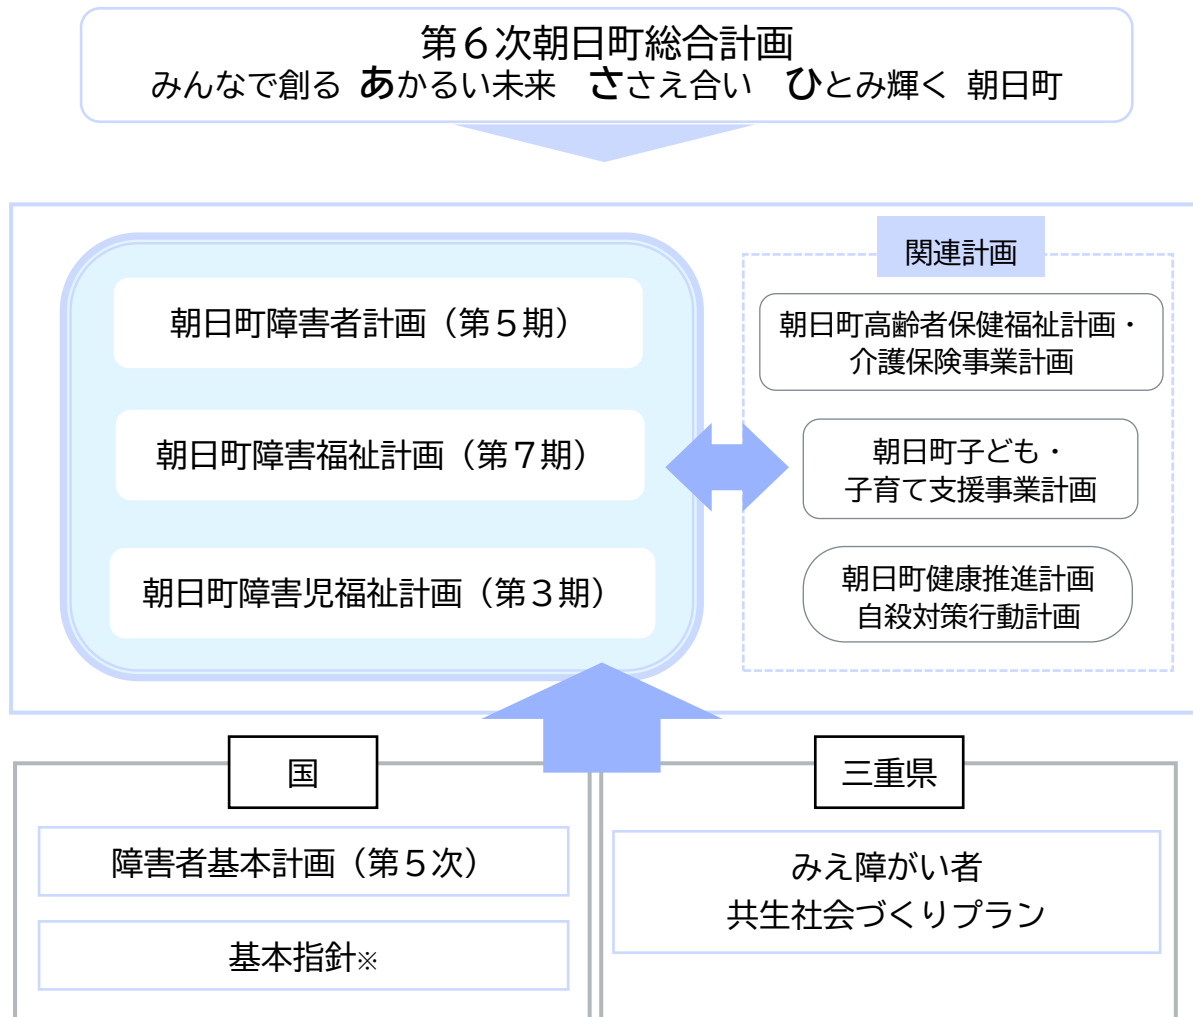 第６次朝日町総合計画
みんなで創る あかるい未来 ささえ合い ひとみ輝く 朝日町
朝日町障害者計画（第５期）
朝日町障害福祉計画（第７期）
朝日町障害児福祉計画（第３期）
関連計画
朝日町高齢者保健福祉計画・
介護保険事業計画
朝日町子ども・
子育て支援事業計画
朝日町健康推進計画
自殺対策行動計画
国
障害者基本計画（第５次）
基本指針※
三重県
みえ障がい者
共生社会づくりプラン